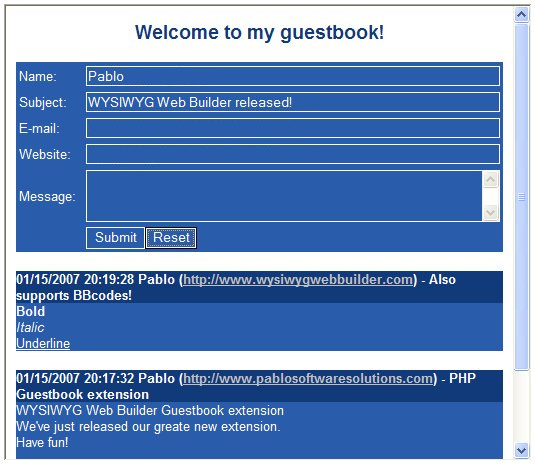 Welcome to my guestbook!
Name: Pablo
Subject: WYSIWYG Web Builder released!
E-mail:
Website:
Message:
Submit Reset
01/15/2007 20:19:28 Pablo (http://www.wysiwygwebbuilder.com) - Also
supports BBcodes!
Bold
Italic
Underline
01/15/2007 20:17:32 Pablo (http://www.pablosoftwaresolutions.com) - PHP
Guestbook extension
WYSIWYG Web Builder Guestbook extension
We've just released our greate new extension.
Have fun!